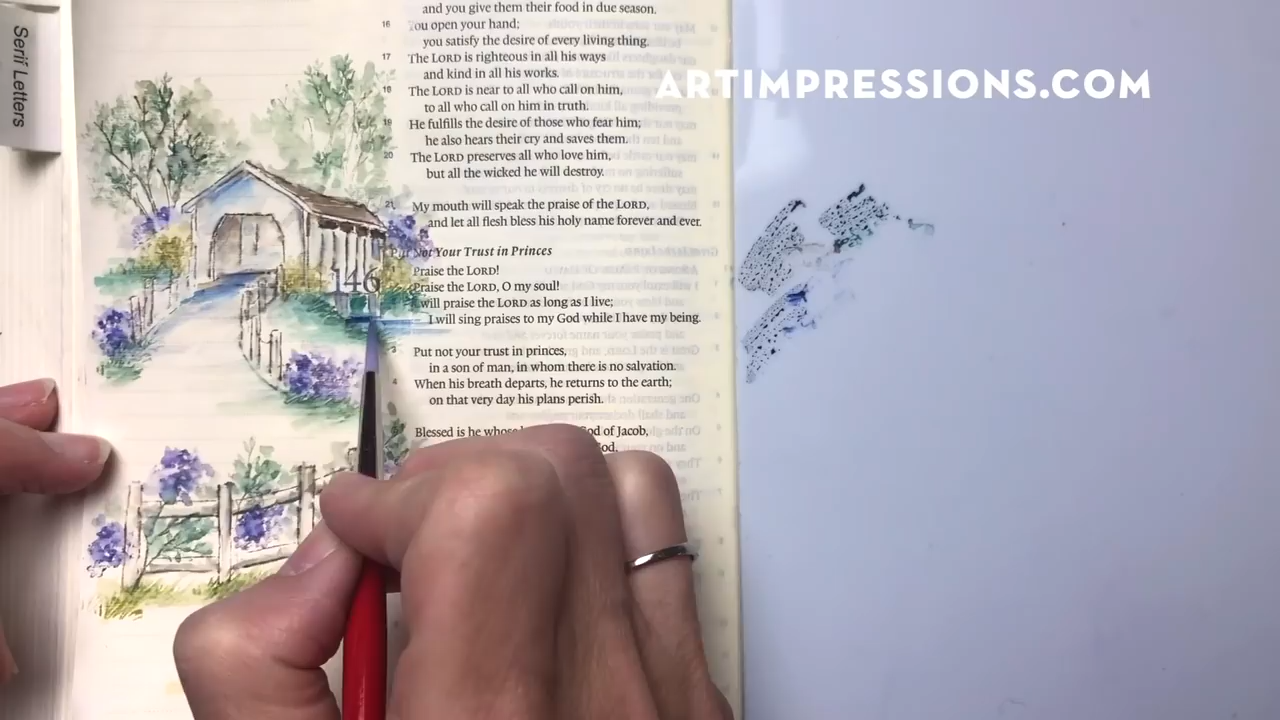 Serif Letters
and you give them their food in due season.
16 You open your hand;
you satisfy the desire of every living thing.
17 The LORD is righteous in all his ways
and kind in all his works.
18 The LORD is near to all who call on him,
to all who call on him in truth.
19 He fulfills the desire of those who fear him;
he also hears their cry and saves them.
20 The LORD preserves all who love him,
but all the wicked he will destroy.
21 My mouth will speak the praise of the LORD,
and let all flesh bless his holy name forever and ever.
Put Not Your Trust in Princes
146 Praise the LORD!
Praise the LORD, O my soul!
I will praise the LORD as long as I live;
I will sing praises to my God while I have my being.
3 Put not your trust in princes,
in a son of man, in whom there is no salvation.
4 When his breath departs, he returns to the earth;
on that very day his plans perish.
Blessed is he whose God of Jacob,
God,
ARTIMPRESSIONS.COM